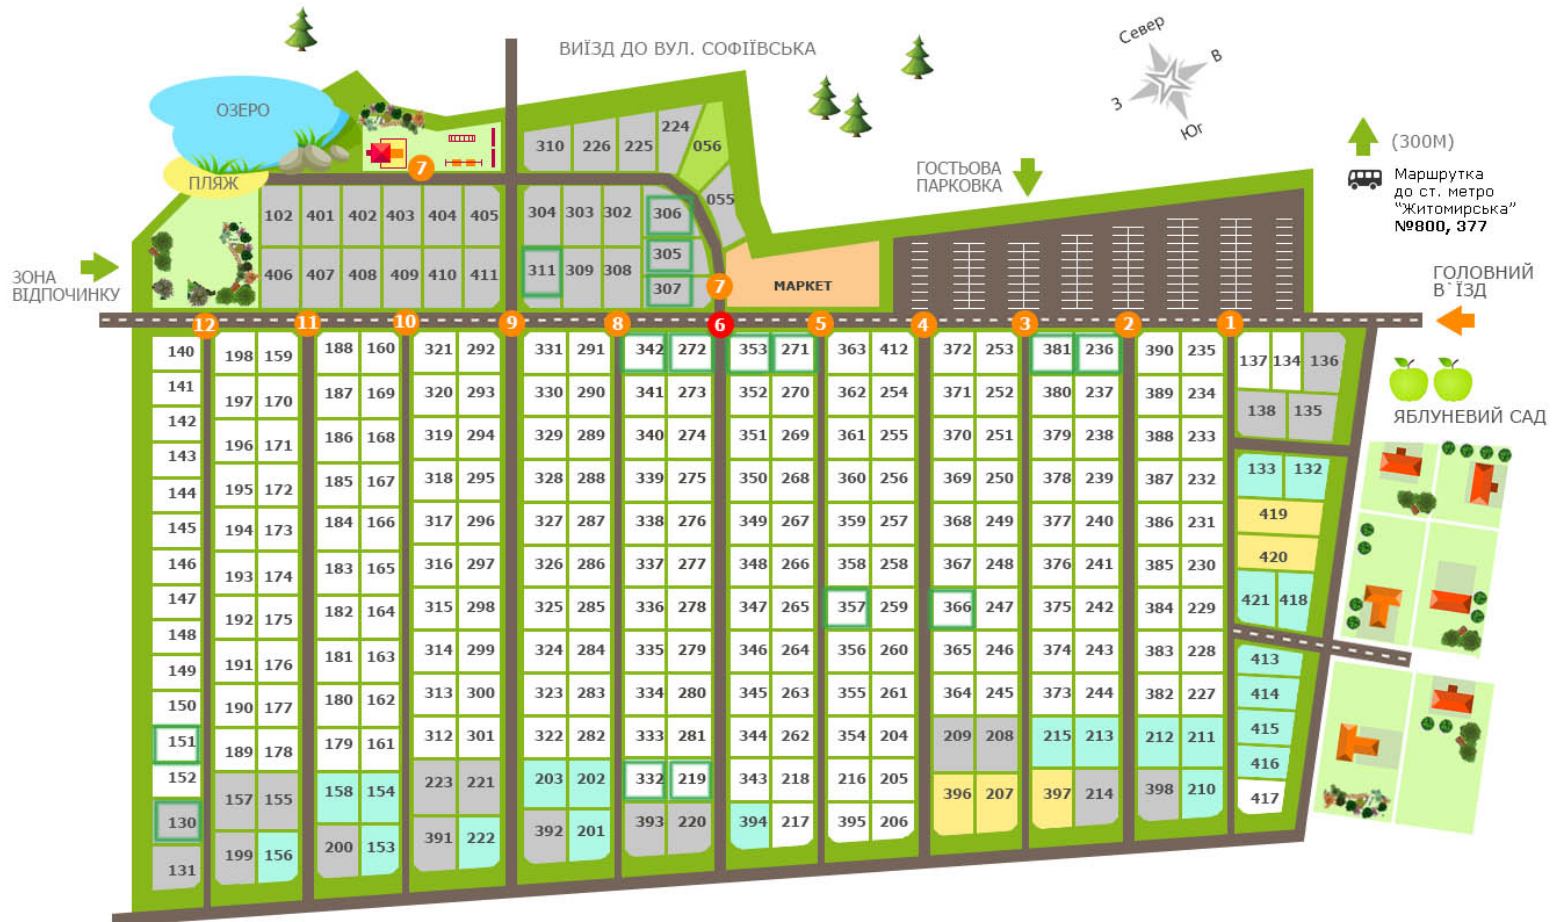 Север
В
З
Юг
ВИЇЗД ДО ВУЛ. СОФІЇВСЬКА
ОЗЕРО
ПЛЯЖ
7
310 226 225 224 056
055
ГОСТЬОВА
ПАРКОВКА
(300М)
Маршрутка
до ст. метро
"Житомирська"
№800, 377
102 401 402 403 404 405 304 303 302 306
305
406 407 408 409 410 411 311 309 308 307
7
МАРКЕТ
ЗОНА
ВІДПОЧИНКУ
ГОЛОВНИЙ
В`ЇЗД
12 11 10 9 8 6 5 4 3 2 1
140 198 159 188 160 321 292 331 291 342 272 353 271 363 412 372 253 381 236 390 235 137 134 136
141 197 170 187 169 320 293 330 290 341 273 352 270 362 254 371 252 380 237 389 234 138 135
ЯБЛУНЕВИЙ САД
142 196 171 186 168 319 294 329 289 340 274 351 269 361 255 370 251 379 238 388 233
143 195 172 185 167 318 295 328 288 339 275 350 268 360 256 369 250 378 239 387 232 133 132
144 194 173 184 166 317 296 327 287 338 276 349 267 359 257 368 249 377 240 386 231 419
145 193 174 183 165 316 297 326 286 337 277 348 266 358 258 367 248 376 241 385 230 420
146 192 175 182 164 315 298 325 285 336 278 347 265 357 259 366 247 375 242 384 229 421 418
147
148 191 176 181 163 314 299 324 284 335 279 346 264 356 260 365 246 374 243 383 228 413
149 190 177 180 162 313 300 323 283 334 280 345 263 355 261 364 245 373 244 382 227 414
150 189 178 179 161 312 301 322 282 333 281 344 262 354 204 209 208 215 213 212 211 415
151 416
152 157 155 158 154 223 221 203 202 332 219 343 218 216 205 396 207 397 214 398 210 417
130 199 156 200 153 391 222 392 201 393 220 394 217 395 206
131